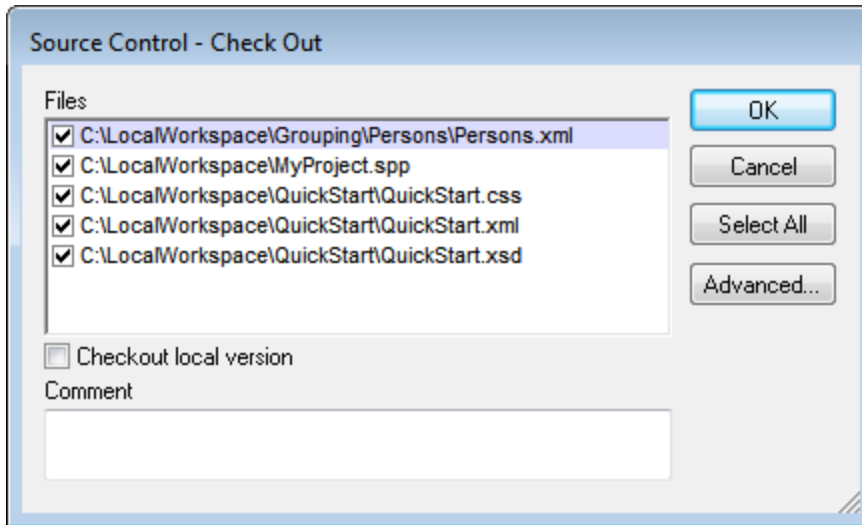 Source Control - Check Out
Files
C:\LocalWorkspace\Grouping\Persons\Persons.xml
C:\LocalWorkspace\MyProject.spp
C:\LocalWorkspace\QuickStart\QuickStart.css
C:\LocalWorkspace\QuickStart\QuickStart.xml
C:\LocalWorkspace\QuickStart\QuickStart.xsd
OK
Cancel
Select All
Advanced...
Checkout local version
Comment